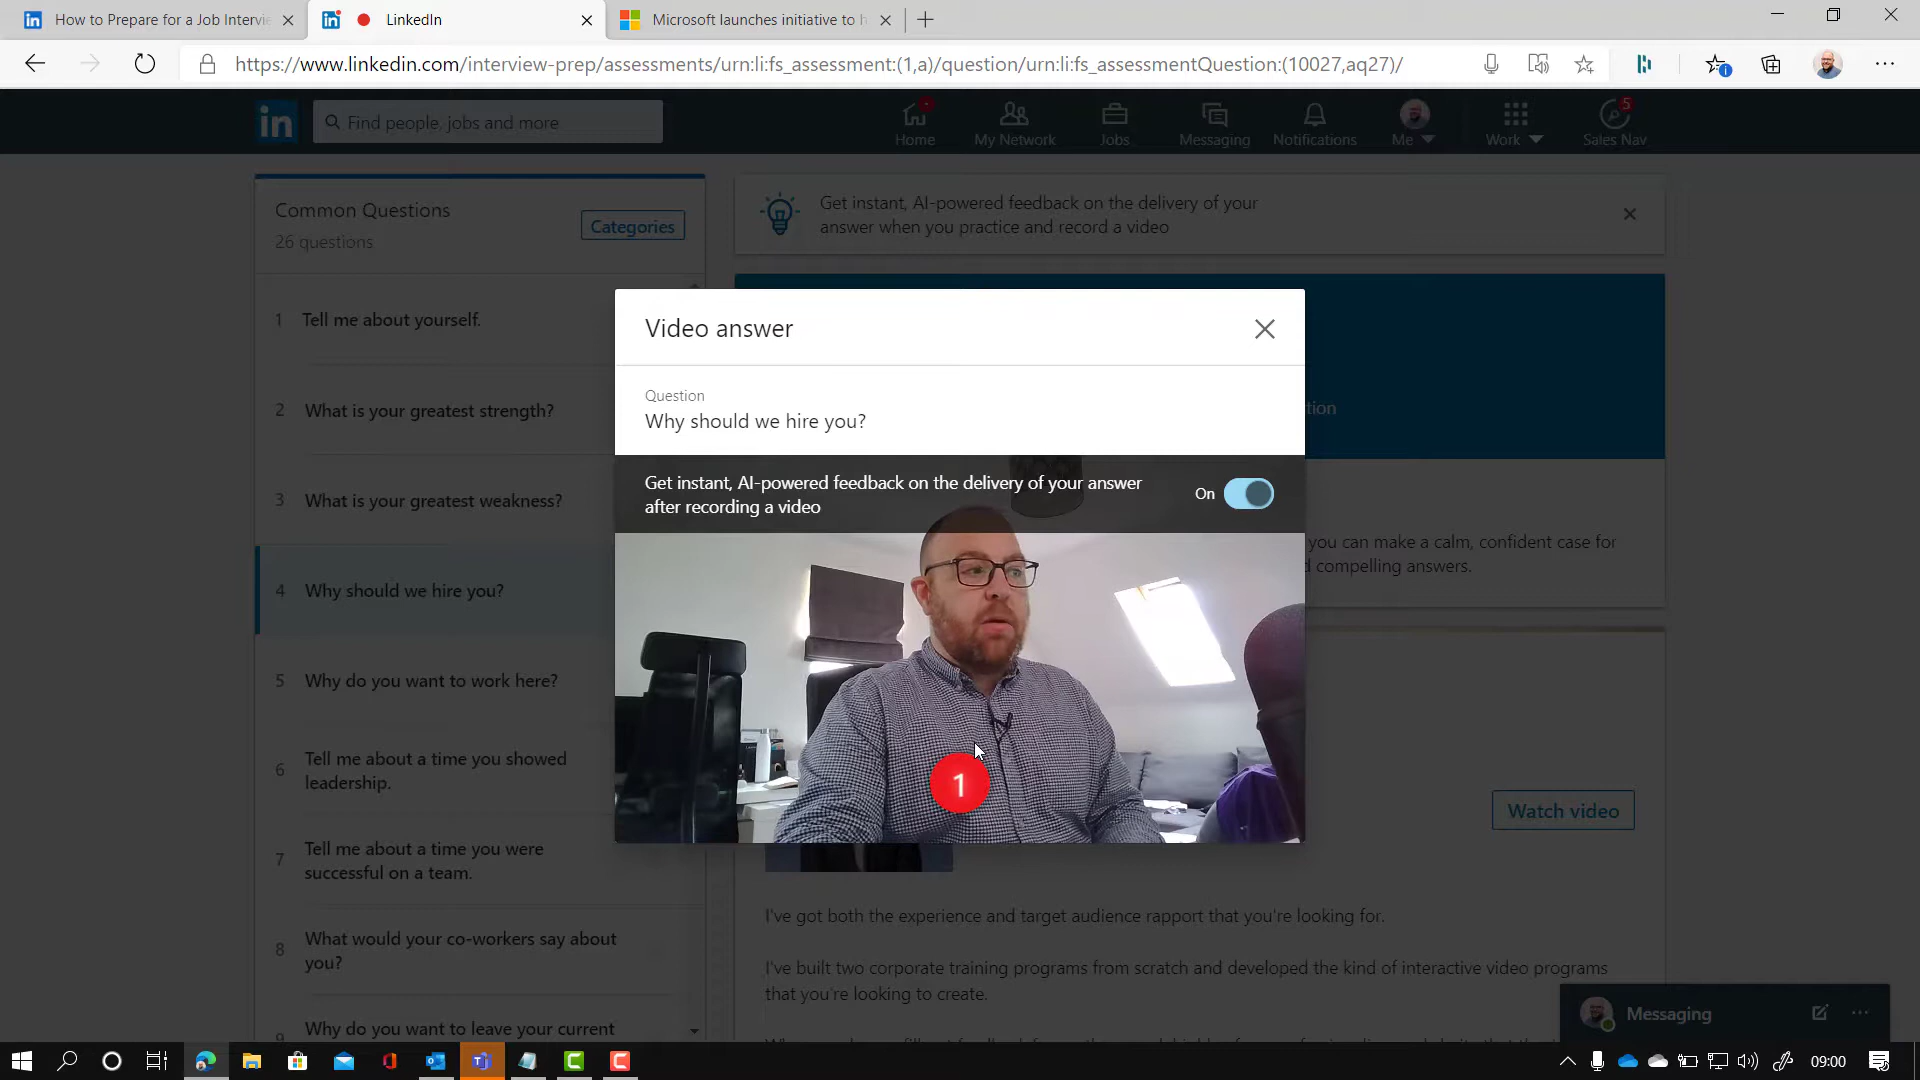 How to Prepare for a Job Intervie
LinkedIn
Microsoft launches initiative to h
https://www.linkedin.com/interview-prep/assessments/urn:li:fs_assessment:(1,a)/question/urn:li:fs_assessmentQuestion:(10027,aq27)/
in
Find people, jobs and more
Home
My Network
Jobs
Messaging
Notifications
Me
Work
5
Sales Nav
Common Questions
26 questions
Categories
1 Tell me about yourself.
2 What is your greatest strength?
3 What is your greatest weakness?
4 Why should we hire you?
5 Why do you want to work here?
6 Tell me about a time you showed
leadership.
7 Tell me about a time you were
successful on a team.
8 What would your co-workers say about
you?
Why do you want to leave your current
Get instant, AI-powered feedback on the delivery of your
answer when you practice and record a video
Video answer
Question
Why should we hire you?
Get instant, AI-powered feedback on the delivery of your answer
after recording a video
On
1
you can make a calm, confident case for
compelling answers.
Watch video
I've got both the experience and target audience rapport that you're looking for.
I've built two corporate training programs from scratch and developed the kind of interactive video programs
that you're looking to create.
Messaging
09:00